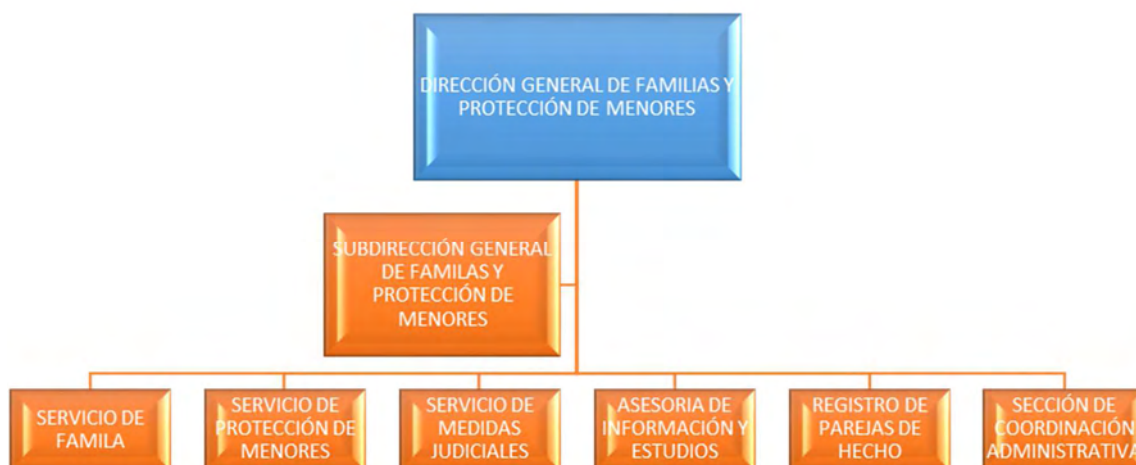 DIRECCIÓN GENERAL DE FAMILIAS Y
PROTECCIÓN DE MENORES
SUBDIRECCIÓN GENERAL
DE FAMILAS Y
PROTECCIÓN DE
MENORES
SERVICIO DE
FAMILA
SERVICIO DE
PROTECCIÓN DE
MENORES
SERVICIO DE
MEDIDAS
JUDICIALES
ASESORIA DE
INFORMACIÓN Y
ESTUDIOS
REGISTRO DE
PAREJAS DE
HECHO
SECCIÓN DE
COORDINACIÓN
ADMINISTRATIVA